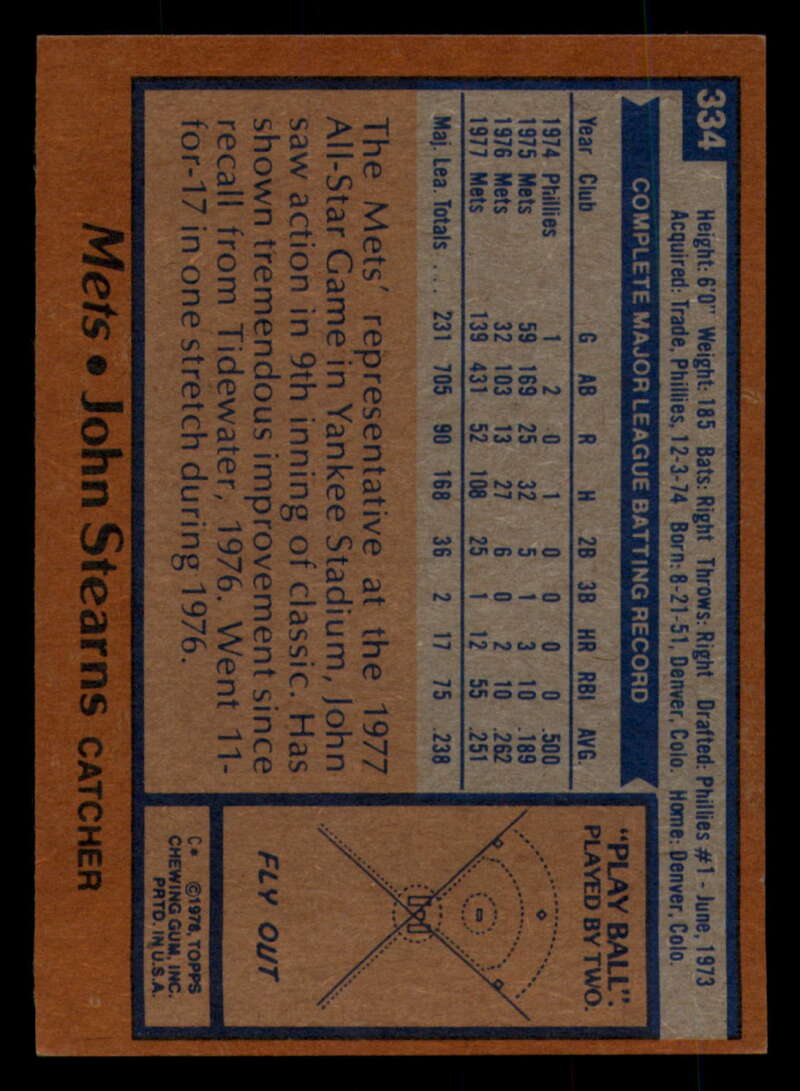 334
Height: 6'0" Weight: 185 Bats: Right Throws: Right Drafted: Phillies #1 - June, 1973
Acquired: Trade, Phillies, 12-3-74 Born: 8-21-51, Denver, Colo. Home: Denver, Colo.
COMPLETE MAJOR LEAGUE BATTING RECORD
Year Club G AB R H 2B 3B HR RBI AVG.
1974 Phillies 1 2 0 1 0 0 0 0 .500
1975 Mets 59 169 25 32 5 1 3 10 .189
1976 Mets 32 103 13 27 6 0 2 10 .262
1977 Mets 139 431 52 108 25 1 12 55 .251
Maj. Lea. Totals .... 231 705 90 168 36 2 17 75 .238
The Mets' representative at the 1977
All-Star Game in Yankee Stadium, John
saw action in 9th inning of classic. Has
shown tremendous improvement since
recall from Tidewater, 1976. Went 11-
for-17 in one stretch during 1976.
"PLAY BALL".
PLAYED BY TWO.
FLY OUT
C* ©1978, TOPPS
CHEWING GUM, INC.
PRTD. IN U.S.A.
Mets • John Stearns CATCHER